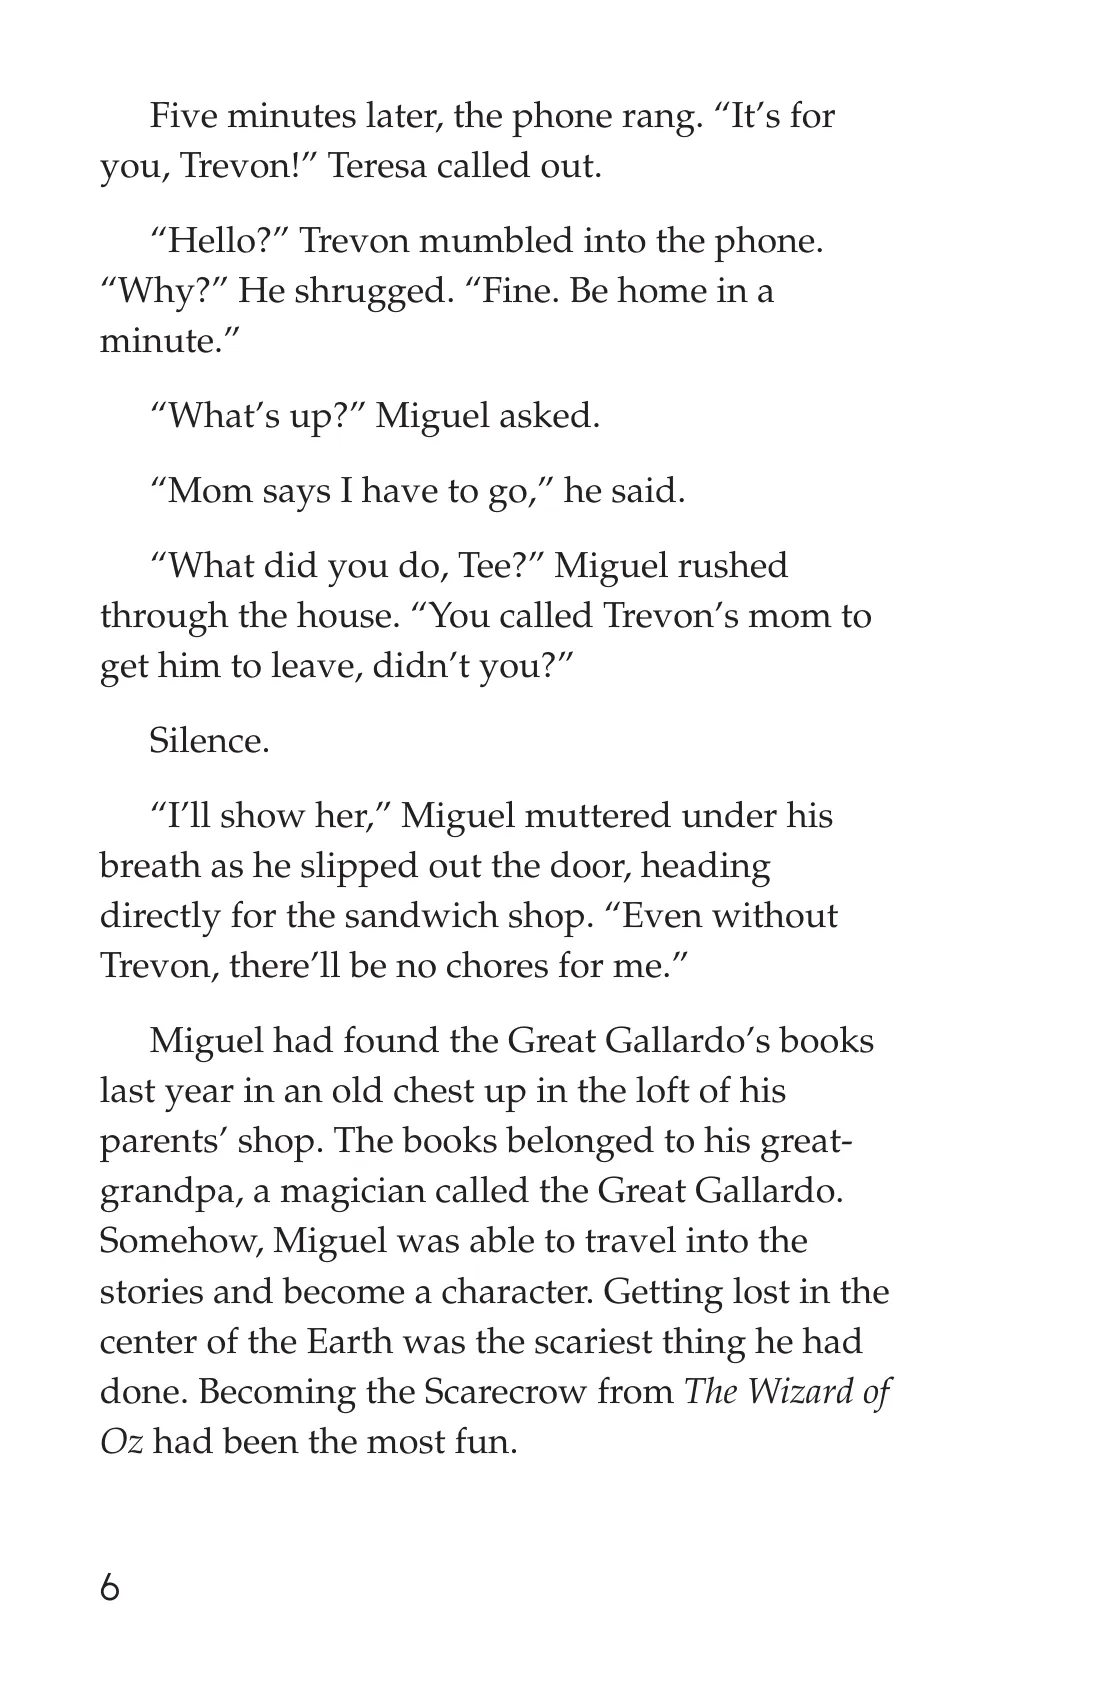 Five minutes later, the phone rang. “It’s for
you, Trevon!” Teresa called out.
“Hello?” Trevon mumbled into the phone.
“Why?” He shrugged. “Fine. Be home in a
minute.”
“What’s up?” Miguel asked.
“Mom says I have to go,” he said.
“What did you do, Tee?” Miguel rushed
through the house. “You called Trevon’s mom to
get him to leave, didn’t you?”
Silence.
“I’ll show her,” Miguel muttered under his
breath as he slipped out the door, heading
directly for the sandwich shop. “Even without
Trevon, there’ll be no chores for me.”
Miguel had found the Great Gallardo’s books
last year in an old chest up in the loft of his
parents’ shop. The books belonged to his great-
grandpa, a magician called the Great Gallardo.
Somehow, Miguel was able to travel into the
stories and become a character. Getting lost in the
center of the Earth was the scariest thing he had
done. Becoming the Scarecrow from The Wizard of
Oz had been the most fun.
6